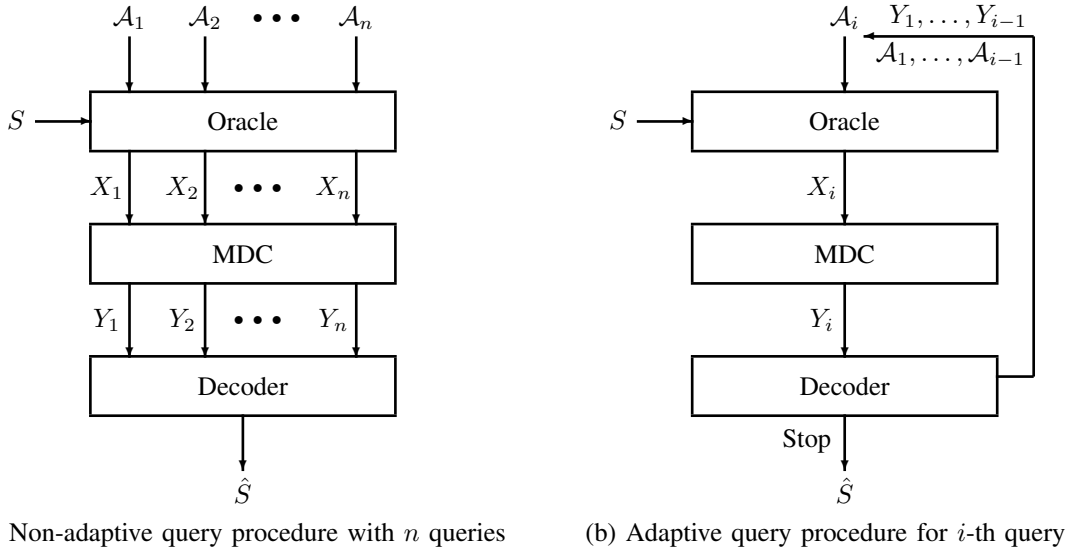 𝒜₁ 𝒜₂ ••• 𝒜ₙ
S
Oracle
X₁ X₂ ••• Xₙ
MDC
Y₁ Y₂ ••• Yₙ
Decoder
Ŝ
Non-adaptive query procedure with n queries
𝒜ᵢ
Y₁, . . . , Yᵢ₋₁
𝒜₁, . . . , 𝒜ᵢ₋₁
S
Oracle
Xᵢ
MDC
Yᵢ
Decoder
Stop
Ŝ
(b) Adaptive query procedure for i-th query